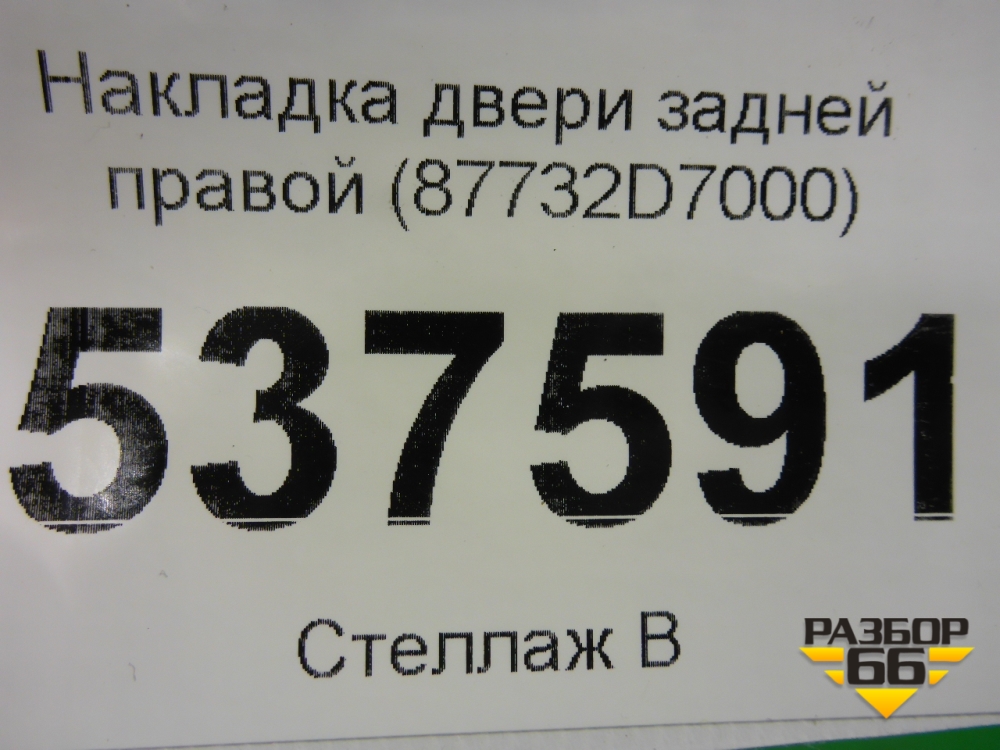 Накладка двери задней
правой (87732D7000)
537591
Стеллаж В
РАЗБОР
66